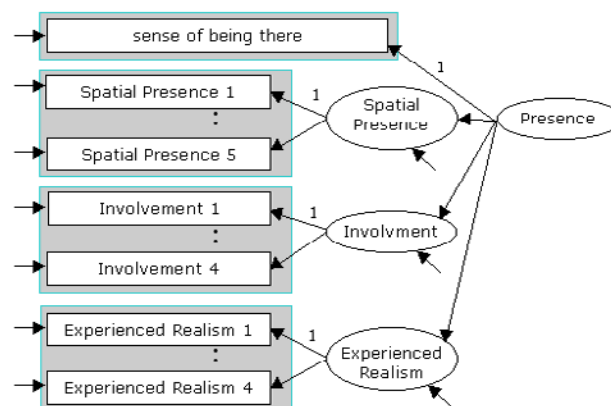 sense of being there
1
Spatial Presence 1
1
Spatial
Presence
Presence
:
Spatial Presence 5
Involvement 1
1
Involvment
:
Involvement 4
Experienced Realism 1
1
Experienced
Realism
:
Experienced Realism 4